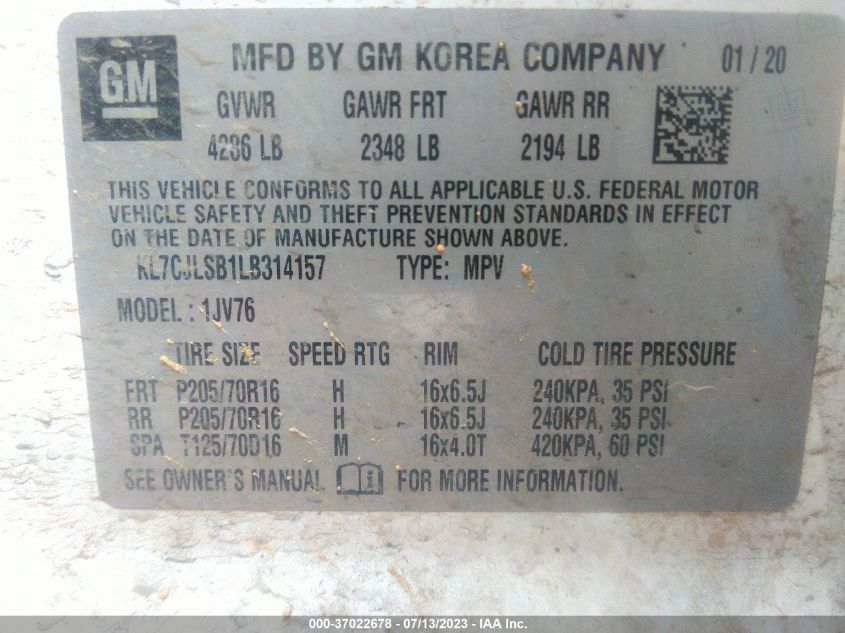 GM
MFD BY GM KOREA COMPANY 01/20
GVWR GAWR FRT GAWR RR
4286 LB 2348 LB 2194 LB
THIS VEHICLE CONFORMS TO ALL APPLICABLE U.S. FEDERAL MOTOR
VEHICLE SAFETY AND THEFT PREVENTION STANDARDS IN EFFECT
ON THE DATE OF MANUFACTURE SHOWN ABOVE.
KL7CJLSB1LB314157 TYPE: MPV
MODEL : 1JV76
TIRE SIZE SPEED RTG RIM COLD TIRE PRESSURE
FRT P205/70R16 H 16x6.5J 240KPA, 35 PSI
RR P205/70R16 H 16x6.5J 240KPA, 35 PSI
SPA T125/70D16 M 16x4.0T 420KPA, 60 PSI
SEE OWNER'S MANUAL FOR MORE INFORMATION.
000-37022678 - 07/13/2023 - IAA Inc.